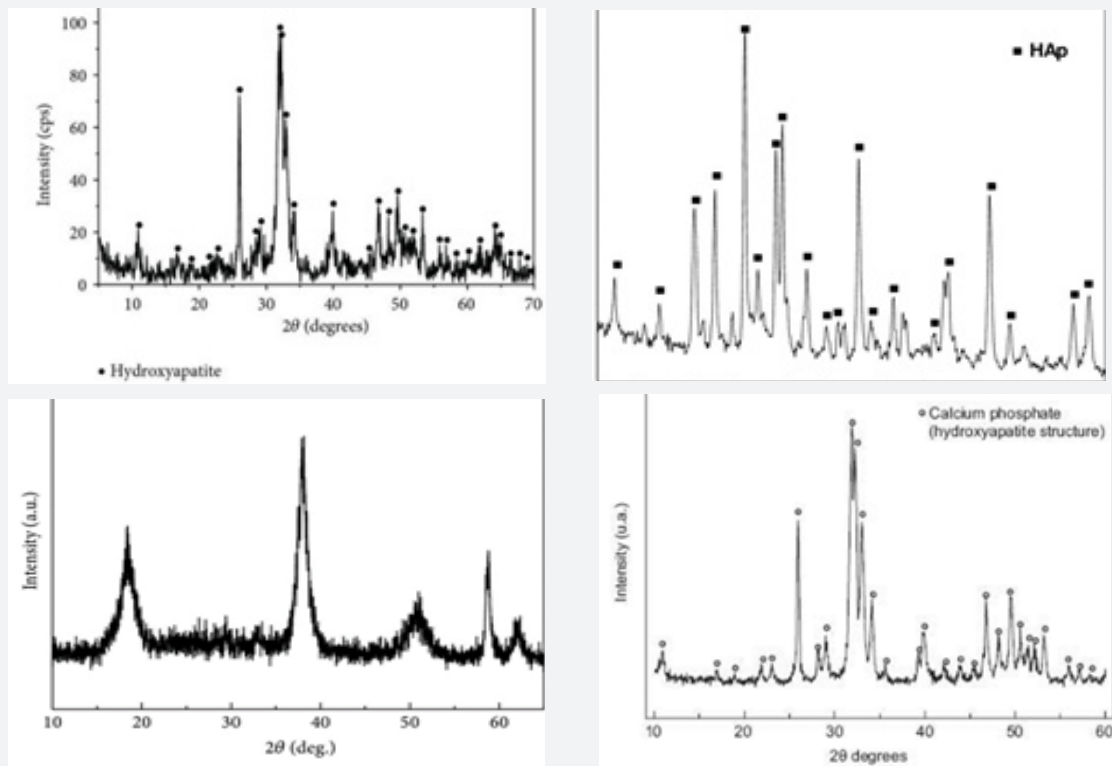 100
80
60
40
20
0
Intensity (cps)
10 20 30 40 50 60 70
2θ (degrees)
• Hydroxyapatite
■ HAp
Intensity (a.u.)
10 20 30 40 50 60
2θ (deg.)
Calcium phosphate
(hydroxyapatite structure)
Intensity (u.a.)
10 20 30 40 50 60
2θ degrees